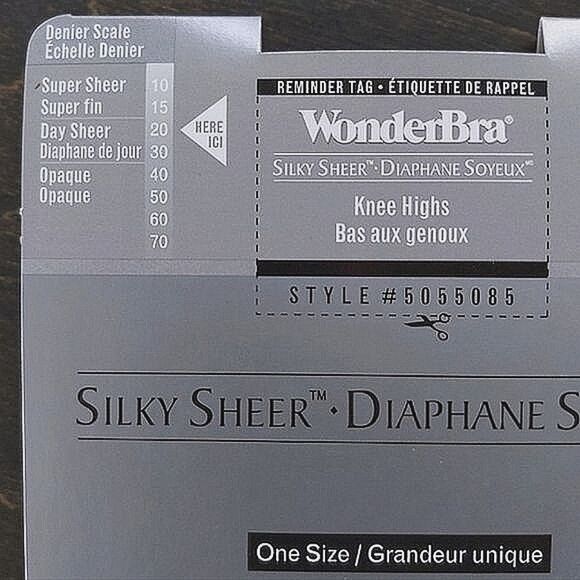 Denier Scale
Échelle Denier
Super Sheer 10
Super fin 15
Day Sheer 20
Diaphane de jour 30
Opaque 40
Opaque 50
60
70
HERE
ICI
REMINDER TAG • ÉTIQUETTE DE RAPPEL
WonderBra®
SILKY SHEER™·DIAPHANE SOYEUX MC
Knee Highs
Bas aux genoux
STYLE #5055085
SILKY SHEER™·DIAPHANE S
One Size / Grandeur unique